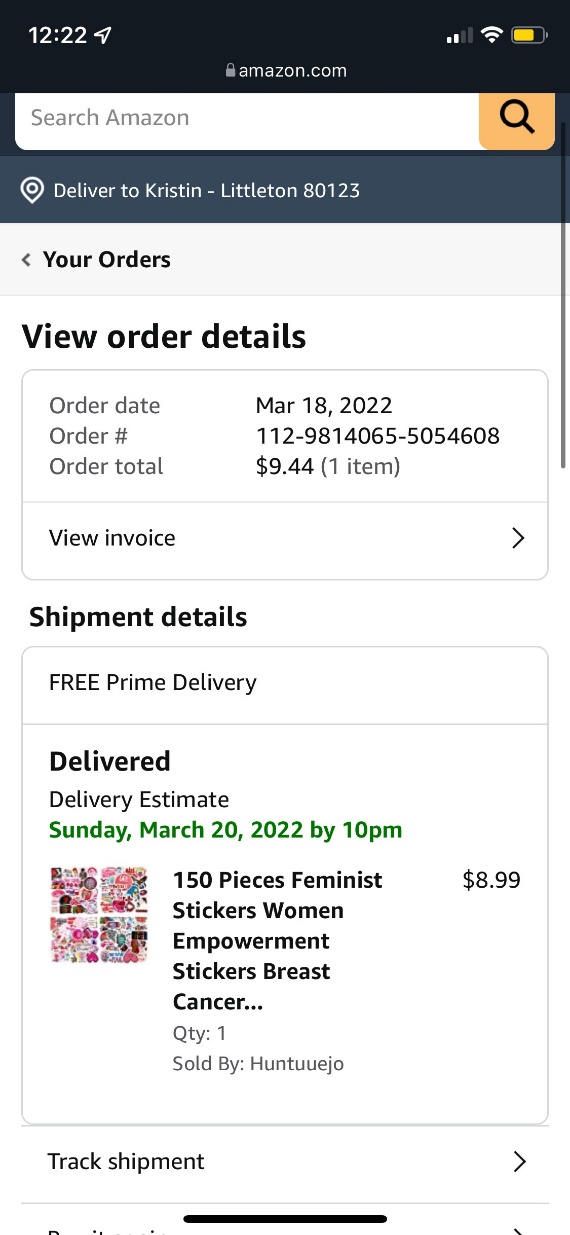 12:22
amazon.com
Search Amazon
Deliver to Kristin - Littleton 80123
Your Orders
View order details
Order date Mar 18, 2022
Order # 112-9814065-5054608
Order total $9.44 (1 item)
View invoice
Shipment details
FREE Prime Delivery
Delivered
Delivery Estimate
Sunday, March 20, 2022 by 10pm
150 Pieces Feminist $8.99
Stickers Women
Empowerment
Stickers Breast
Cancer...
Qty: 1
Sold By: Huntuuejo
Track shipment